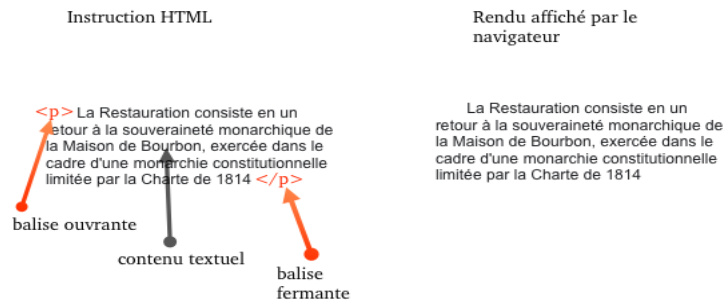 Instruction HTML
Rendu affiché par le
navigateur
<p> La Restauration consiste en un
retour à la souveraineté monarchique de
la Maison de Bourbon, exercée dans le
cadre d'une monarchie constitutionnelle
limitée par la Charte de 1814 </p>
La Restauration consiste en un
retour à la souveraineté monarchique de
la Maison de Bourbon, exercée dans le
cadre d'une monarchie constitutionnelle
limitée par la Charte de 1814
balise ouvrante
contenu textuel
balise
fermante